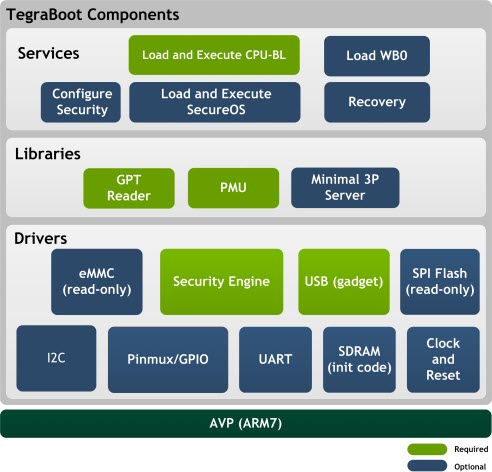 TegraBoot Components
Services
Load and Execute CPU-BL
Load WB0
Configure
Security
Load and Execute
SecureOS
Recovery
Libraries
GPT
Reader
PMU
Minimal 3P
Server
Drivers
eMMC
(read-only)
Security Engine
USB (gadget)
SPI Flash
(read-only)
I2C
Pinmux/GPIO
UART
SDRAM
(init code)
Clock
and
Reset
AVP (ARM7)
Required
Optional